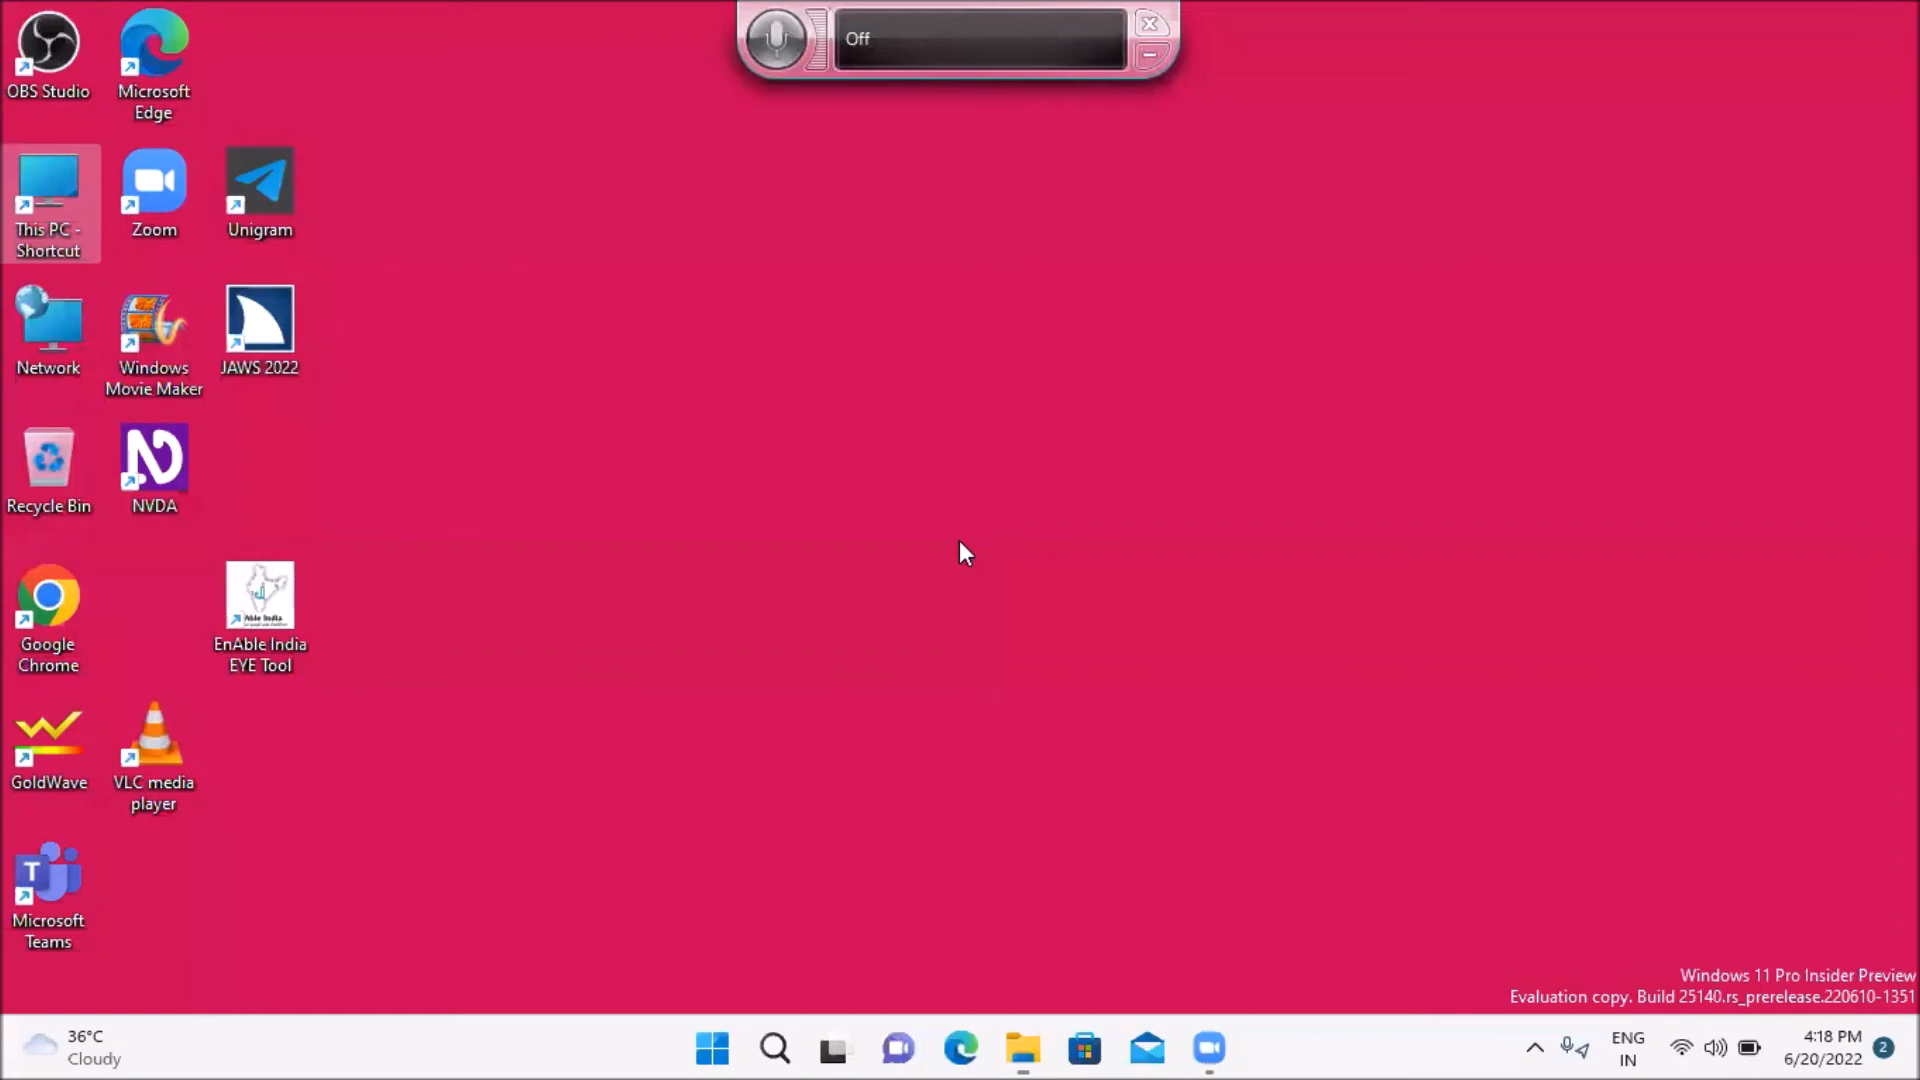 Off
OBS Studio
Microsoft
Edge
This PC -
Shortcut
Zoom
Unigram
Network
Windows
Movie Maker
JAWS 2022
Recycle Bin
NVDA
Google
Chrome
Able India
EnAble India
EYE Tool
GoldWave
VLC media
player
T
Microsoft
Teams
Windows 11 Pro Insider Preview
Evaluation copy. Build 25140.rs_prerelease.220610-1351
36°C
Cloudy
ENG
IN
4:18 PM
6/20/2022
2